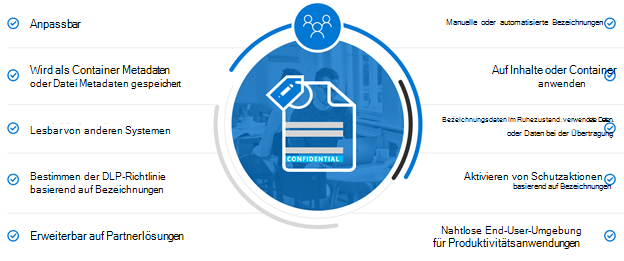 Anpassbar
Wird als Container Metadaten
oder Datei Metadaten gespeichert
Lesbar von anderen Systemen
Bestimmen der DLP-Richtlinie
basierend auf Bezeichnungen
Erweiterbar auf Partnerlösungen
CONFIDENTIAL
Manuelle oder automatisierte Bezeichnungen
Auf Inhalte oder Container
anwenden
Bezeichnungsdaten im Ruhezustand, verwendete Daten
oder Daten bei der Übertragung
Aktivieren von Schutzaktionen
basierend auf Bezeichnungen
Nahtlose End-User-Umgebung
für Produktivitätsanwendungen